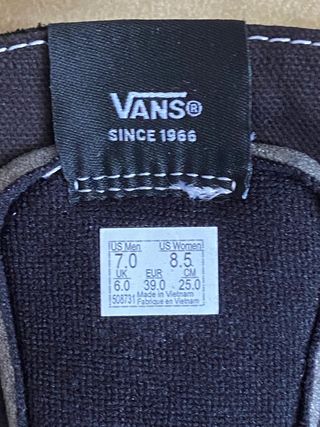 VANS®
SINCE 1966
US Men US Women
7.0 8.5
UK EUR CM
6.0 39.0 25.0
508731 Made in Vietnam
Fabriqué en Vietnam